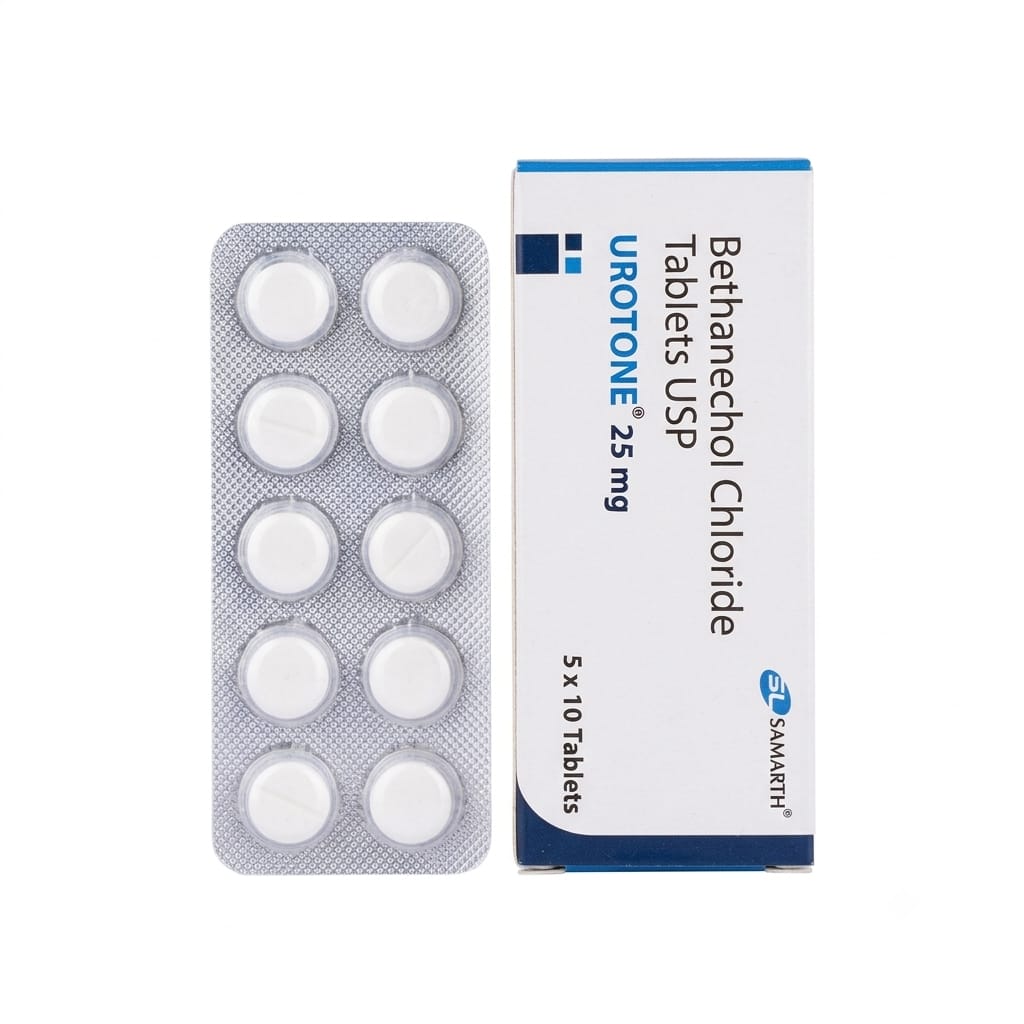 SL SAMARTH®
Bethanechol Chloride
Tablets USP
UROTONE® 25 mg
5 x 10 Tablets